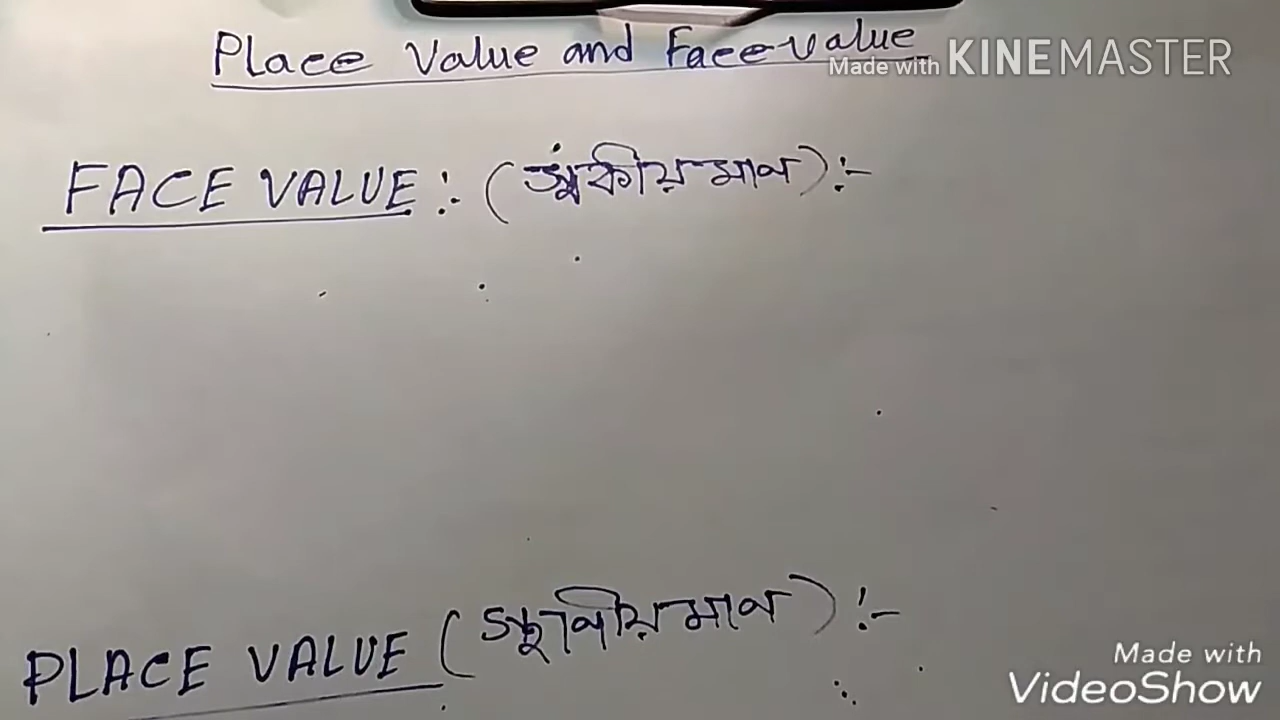 Place Value and Face value
Made with KINEMASTER
FACE VALUE :- (অংকীয় মান) :-
PLACE VALUE (স্থানীয় মান) :-
Made with
VideoShow